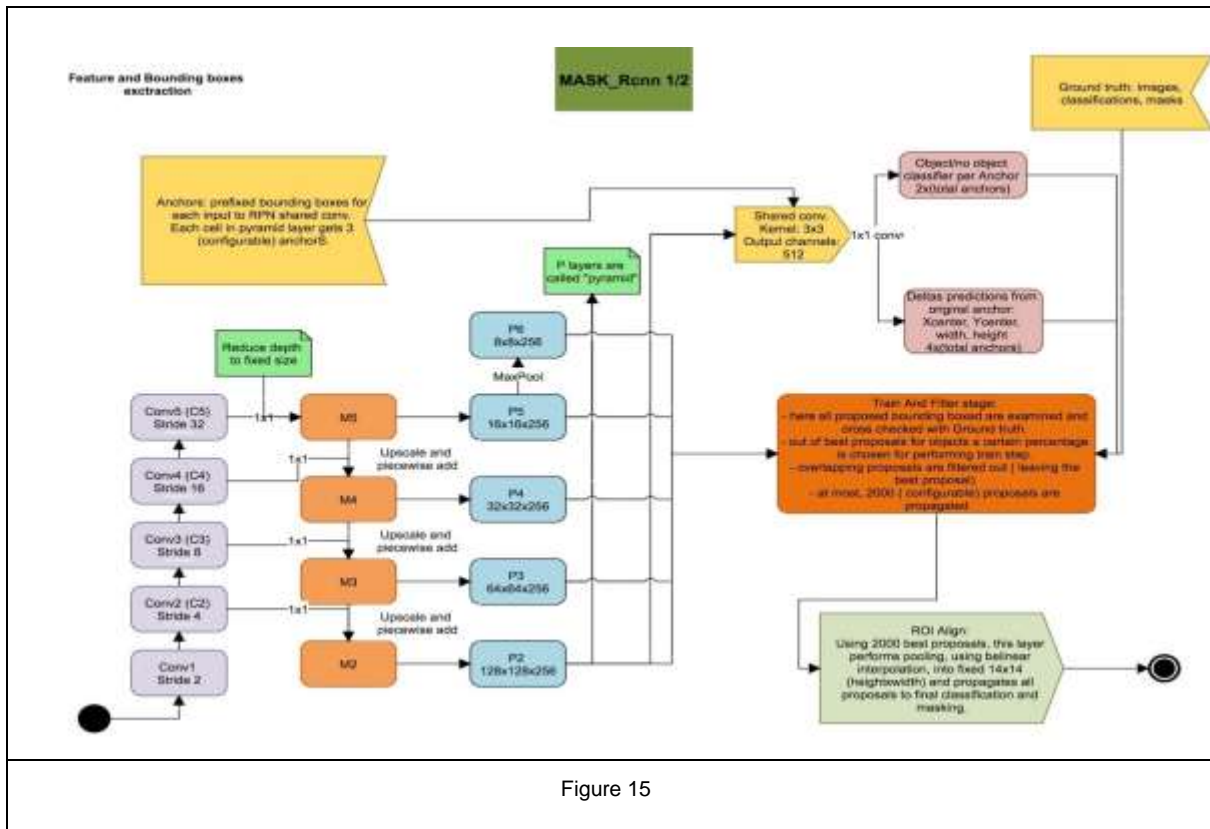 Feature and Bounding boxes
exctraction
MASK_Rcnn 1/2
Ground truth: images,
classifications, masks
Anchors: prefixed bounding boxes for
each input to RPN shared conv.
Each cell in pyramid layer gets 3
(configurable) anchorS.
Shared conv.
Kernel: 3x3
Output channels:
512
1x1 conv
Object/no object
classifier per Anchor
2x(total anchors)
Deltas predictions from
original anchor:
Xcenter, Ycenter,
width, height
4x(total anchors)
P layers are
called "pyramid"
Reduce depth
to fixed size
P6
8x8x256
MaxPool
Conv5 (C5)
Stride 32
1x1
M5
P5
16x16x256
1x1
Upscale and
piecewise add
Conv4 (C4)
Stride 16
M4
P4
32x32x256
Conv3 (C3)
Stride 8
1x1
Upscale and
piecewise add
M3
P3
64x64x256
Conv2 (C2)
Stride 4
1x1
Upscale and
piecewise add
Conv1
Stride 2
M2
P2
128x128x256
Train And Filter stage:
- here all proposed bounding boxed are examined and
cross checked with Ground truth.
- out of best proposals for objects a certain percentage
is chosen for performing train step.
- overlapping proposals are filtered out ( leaving the
best proposal)
- at most, 2000 ( configurable) proposals are
propagated
ROI Align:
Using 2000 best proposals, this layer
performs pooling, using belinear
interpolation, into fixed 14x14
(heightxwidth) and propagates all
proposals to final classification and
masking.
Figure 15